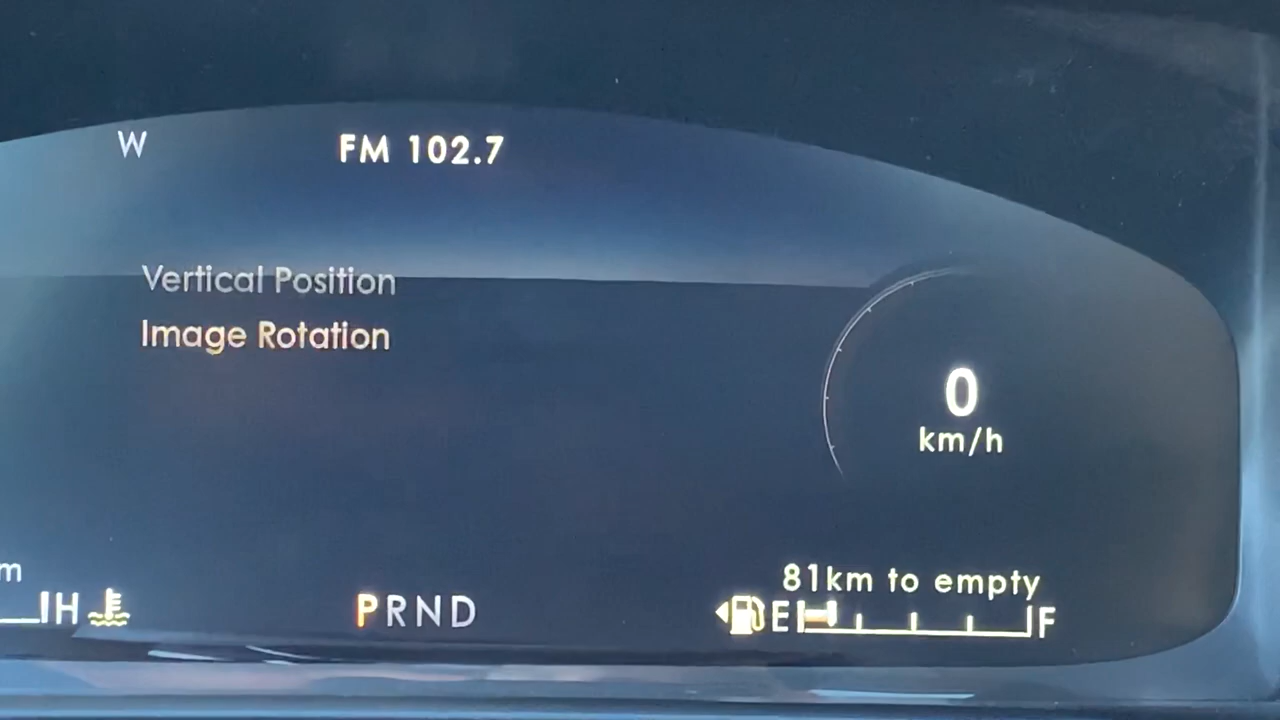 W
FM 102.7
Vertical Position
Image Rotation
0
km/h
m
81km to empty
H
PRND
E F